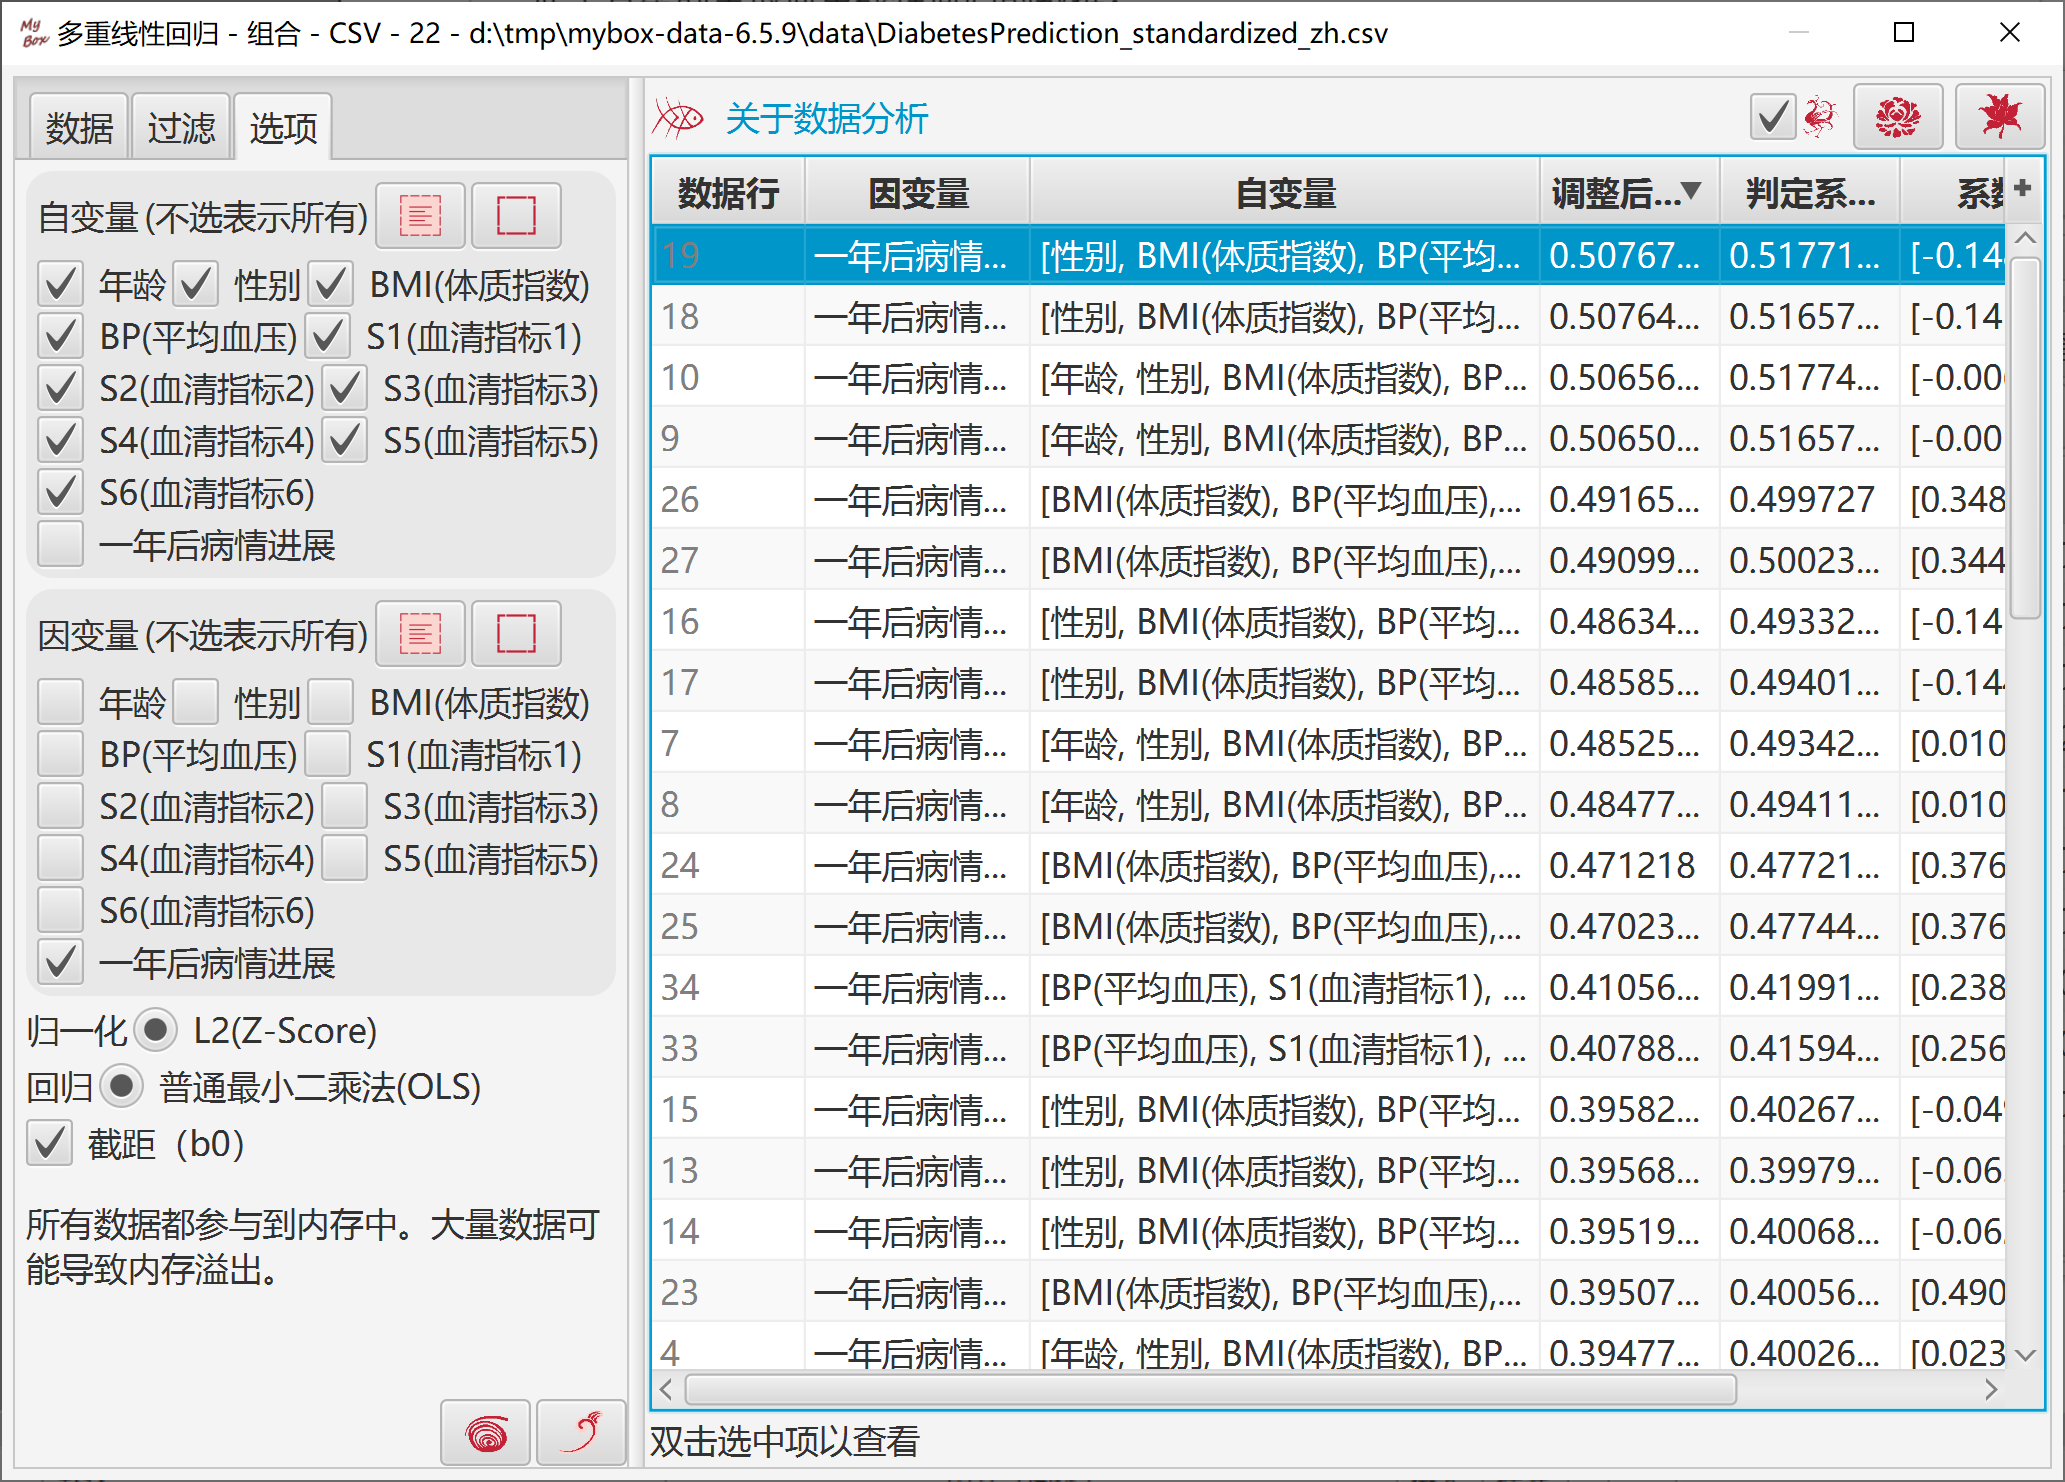 My Box 多重线性回归 - 组合 - CSV - 22 - d:\tmp\mybox-data-6.5.9\data\DiabetesPrediction_standardized_zh.csv
数据 过滤 选项
自变量(不选表示所有)
年龄 性别 BMI(体质指数)
BP(平均血压) S1(血清指标1)
S2(血清指标2) S3(血清指标3)
S4(血清指标4) S5(血清指标5)
S6(血清指标6)
一年后病情进展
因变量(不选表示所有)
年龄 性别 BMI(体质指数)
BP(平均血压) S1(血清指标1)
S2(血清指标2) S3(血清指标3)
S4(血清指标4) S5(血清指标5)
S6(血清指标6)
一年后病情进展
归一化 L2(Z-Score)
回归 普通最小二乘法(OLS)
截距（b0）
所有数据都参与到内存中。大量数据可
能导致内存溢出。
关于数据分析
数据行 因变量 自变量 调整后...▼ 判定系... 系数 +
19 一年后病情... [性别, BMI(体质指数), BP(平均... 0.50767... 0.51771... [-0.14
18 一年后病情... [性别, BMI(体质指数), BP(平均... 0.50764... 0.51657... [-0.14
10 一年后病情... [年龄, 性别, BMI(体质指数), BP... 0.50656... 0.51774... [-0.00
9 一年后病情... [年龄, 性别, BMI(体质指数), BP... 0.50650... 0.51657... [-0.00
26 一年后病情... [BMI(体质指数), BP(平均血压),... 0.49165... 0.499727 [0.348
27 一年后病情... [BMI(体质指数), BP(平均血压),... 0.49099... 0.50023... [0.344
16 一年后病情... [性别, BMI(体质指数), BP(平均... 0.48634... 0.49332... [-0.14
17 一年后病情... [性别, BMI(体质指数), BP(平均... 0.48585... 0.49401... [-0.14
7 一年后病情... [年龄, 性别, BMI(体质指数), BP... 0.48525... 0.49342... [0.010
8 一年后病情... [年龄, 性别, BMI(体质指数), BP... 0.48477... 0.49411... [0.010
24 一年后病情... [BMI(体质指数), BP(平均血压),... 0.471218 0.47721... [0.376
25 一年后病情... [BMI(体质指数), BP(平均血压),... 0.47023... 0.47744... [0.376
34 一年后病情... [BP(平均血压), S1(血清指标1), ... 0.41056... 0.41991... [0.238
33 一年后病情... [BP(平均血压), S1(血清指标1), ... 0.40788... 0.41594... [0.256
15 一年后病情... [性别, BMI(体质指数), BP(平均... 0.39582... 0.40267... [-0.04
13 一年后病情... [性别, BMI(体质指数), BP(平均... 0.39568... 0.39979... [-0.06
14 一年后病情... [性别, BMI(体质指数), BP(平均... 0.39519... 0.40068... [-0.06
23 一年后病情... [BMI(体质指数), BP(平均血压),... 0.39507... 0.40056... [0.490
4 一年后病情... [年龄, 性别, BMI(体质指数), BP... 0.39477... 0.40026... [0.023
双击选中项以查看